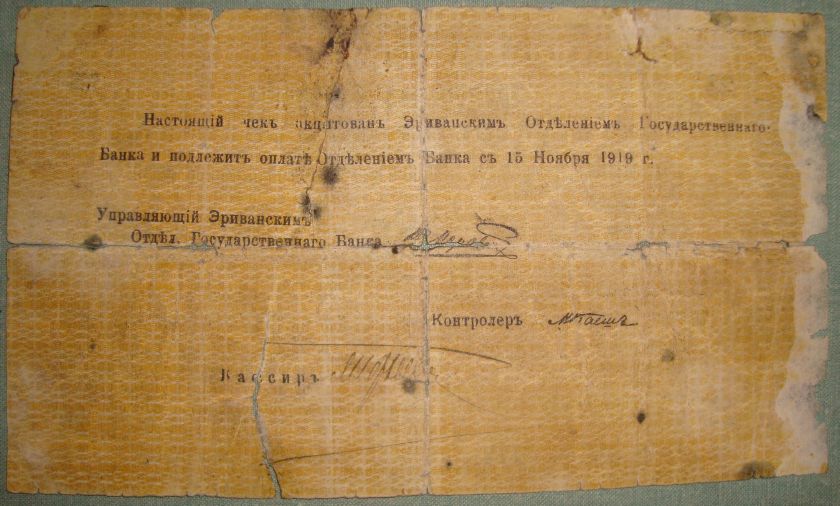 Настоящій чекъ акцптованъ Эриванскимъ Отдѣленіемъ Государственнаго
Банка и подлежитъ оплатѣ Отдѣленіемъ Банка съ 15 Ноября 1919 г.
Управляющій Эриванскимъ
Отдѣл. Государственнаго Банка
Контролеръ
Кассиръ